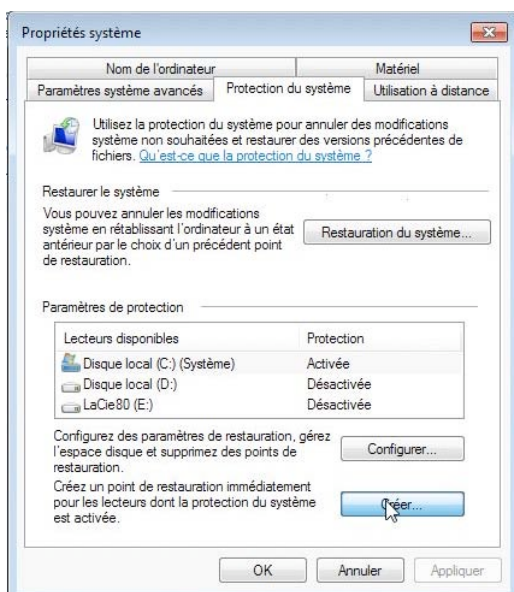 Propriétés système
Nom de l'ordinateur
Matériel
Paramètres système avancés
Protection du système
Utilisation à distance
Utilisez la protection du système pour annuler des modifications
système non souhaitées et restaurer des versions précédentes de
fichiers. Qu'est-ce que la protection du système ?
Restaurer le système
Vous pouvez annuler les modifications
système en rétablissant l'ordinateur à un état
antérieur par le choix d'un précédent point
de restauration.
Restauration du système...
Paramètres de protection
Lecteurs disponibles
Protection
Disque local (C:) (Système)
Activée
Disque local (D:)
Désactivée
LaCie80 (E:)
Désactivée
Configurez des paramètres de restauration, gérez
l'espace disque et supprimez des points de
restauration.
Configurer...
Créez un point de restauration immédiatement
pour les lecteurs dont la protection du système
est activée.
Créer...
OK
Annuler
Appliquer